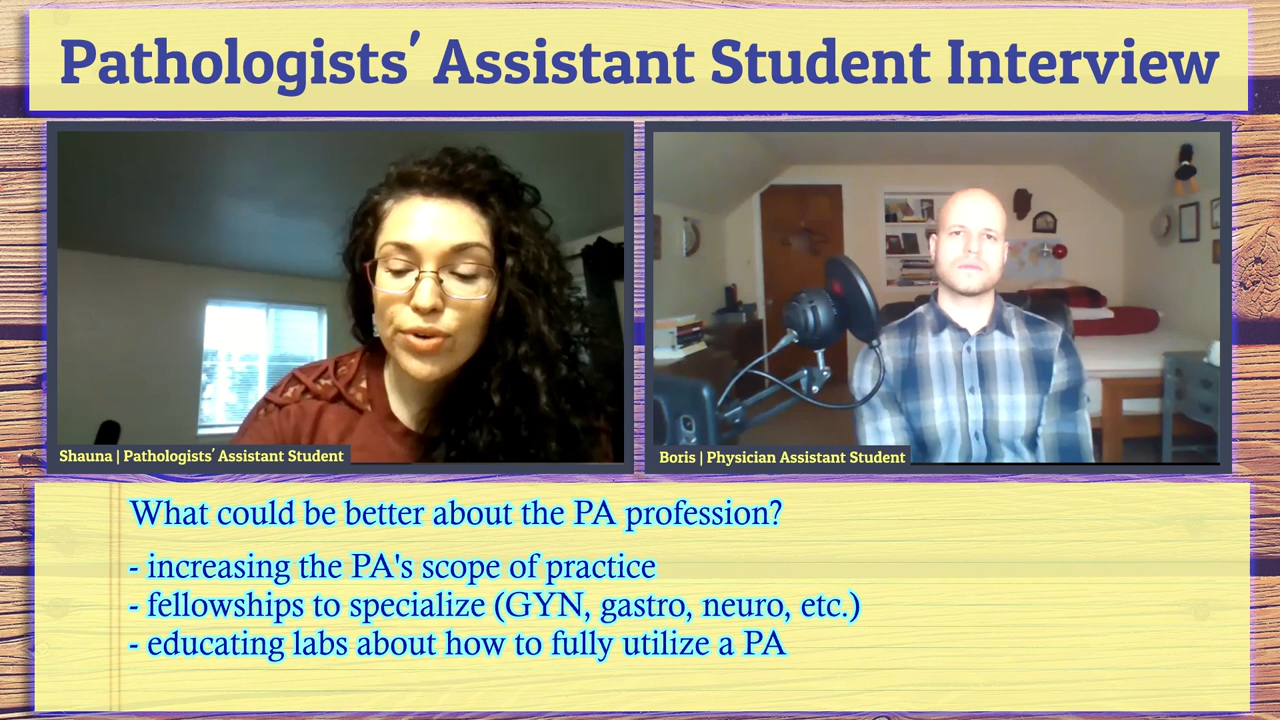 Pathologists' Assistant Student Interview
Shauna | Pathologists' Assistant Student
Boris | Physician Assistant Student
What could be better about the PA profession?
- increasing the PA's scope of practice
- fellowships to specialize (GYN, gastro, neuro, etc.)
- educating labs about how to fully utilize a PA